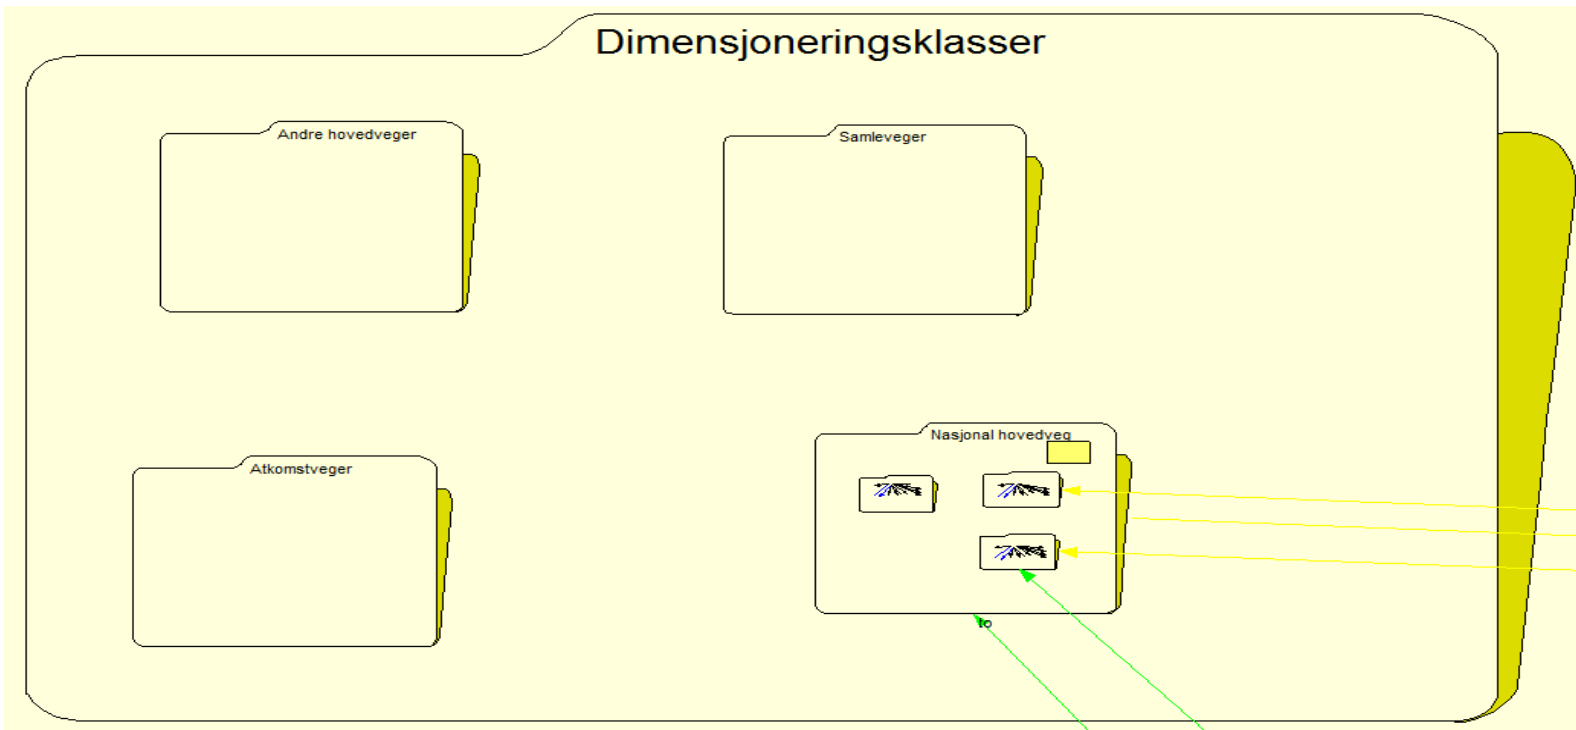 Dimensjoneringsklasser
Andre hovedveger
Samleveger
Nasjonal hovedveg
Atkomstveger
to